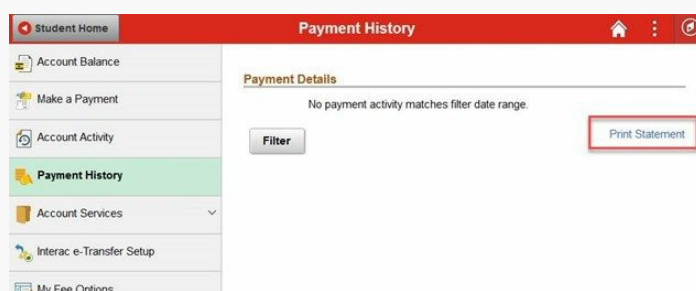 Student Home
Payment History
Account Balance
Make a Payment
Account Activity
Payment History
Account Services
Interac e-Transfer Setup
My Fee Options
Payment Details
No payment activity matches filter date range.
Filter
Print Statement